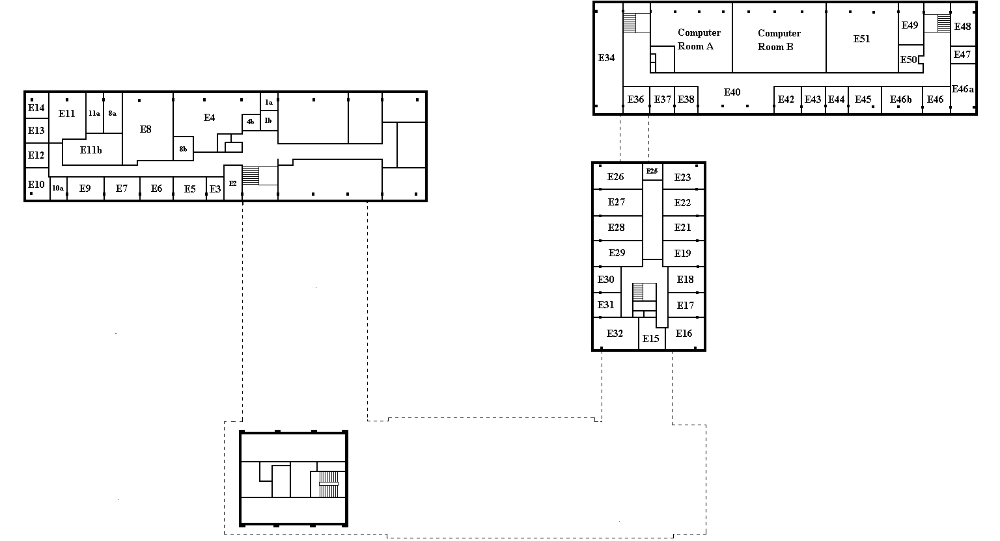 E34
Computer
Room A
Computer
Room B
E51
E49
E50
E48
E47
E46a
E36
E37
E38
E40
E42
E43
E44
E45
E46b
E46
E14
E13
E12
E10
E11
11a
8a
E11b
E8
8b
E4
4b
1a
1b
10a
E9
E7
E6
E5
E3
E2
E26
E25
E23
E27
E22
E28
E21
E29
E19
E30
E18
E31
E17
E32
E15
E16